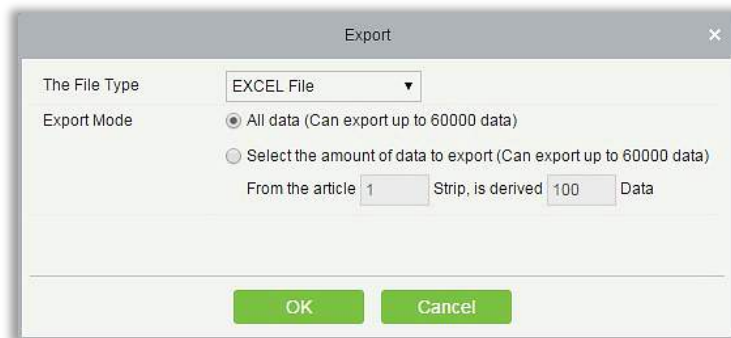 Export
The File Type EXCEL File
Export Mode All data (Can export up to 60000 data)
Select the amount of data to export (Can export up to 60000 data)
From the article 1 Strip, is derived 100 Data
OK Cancel